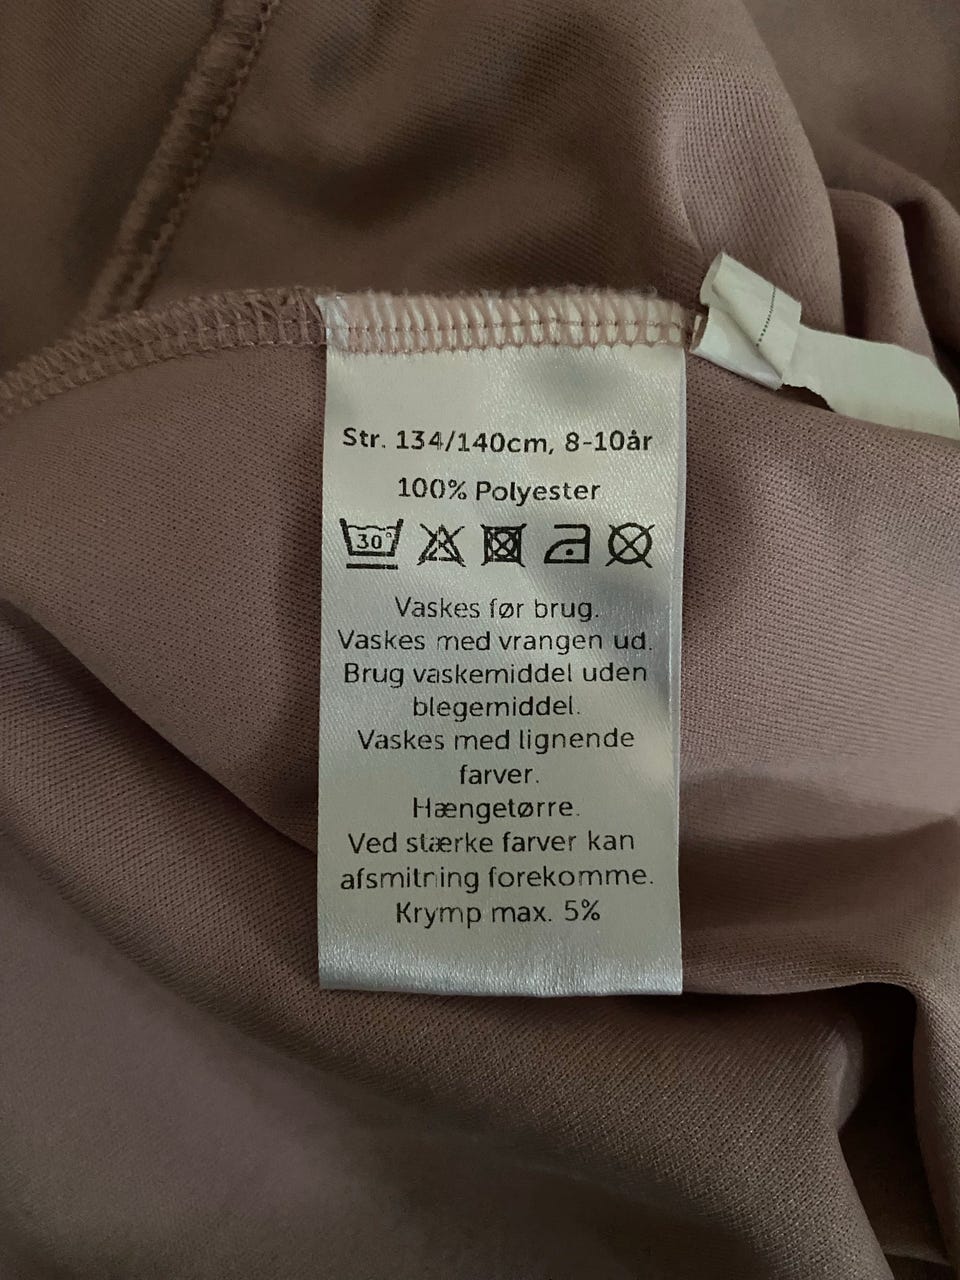 Str. 134/140cm, 8-10år
100% Polyester
30°
Vaskes før brug.
Vaskes med vrangen ud.
Brug vaskemiddel uden
blegemiddel.
Vaskes med lignende
farver.
Hængetørre.
Ved stærke farver kan
afsmitning forekomme.
Krymp max. 5%